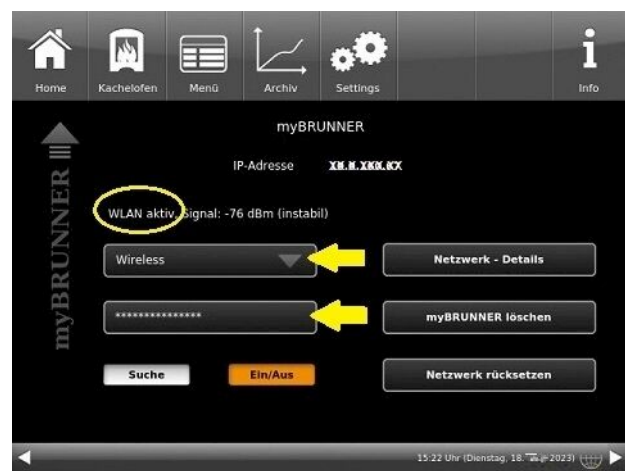 Home Kachelofen Menü Archiv Settings Info
myBRUNNER
myBRUNNER
IP-Adresse
WLAN aktiv, Signal: -76 dBm (instabil)
Wireless
Netzwerk - Details
***************
myBRUNNER löschen
Suche Ein/Aus Netzwerk rücksetzen
15:22 Uhr (Dienstag, 18. 2023)